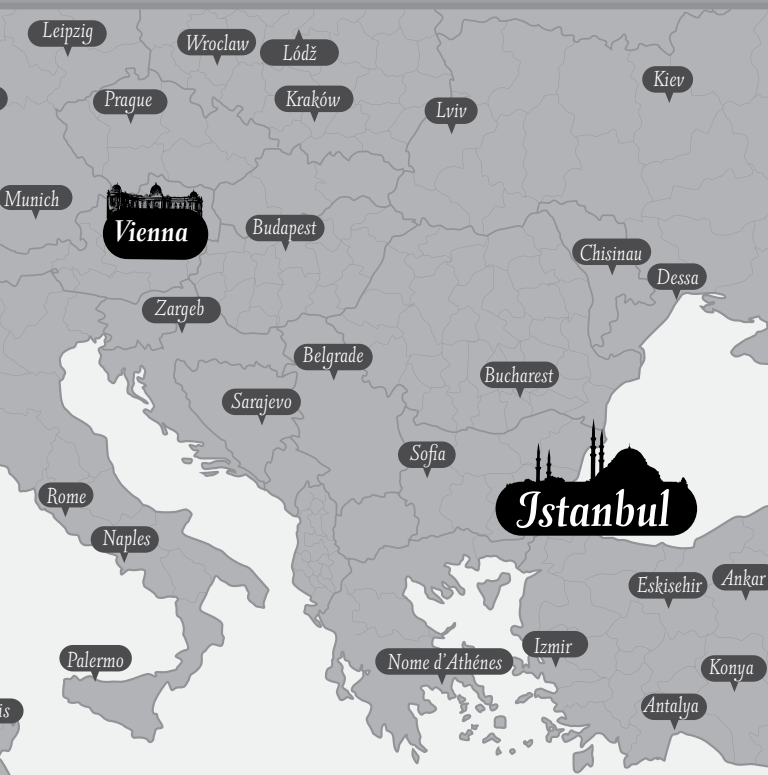 Leipzig
Wroclaw
Lódž
Kiev
Prague
Kraków
Lviv
Munich
Vienna
Budapest
Chisinau
Dessa
Zargeb
Belgrade
Bucharest
Sarajevo
Sofia
Rome
Istanbul
Naples
Eskisehir
Ankar
Izmir
Palermo
Nome d'Athénes
Konya
is
Antalya